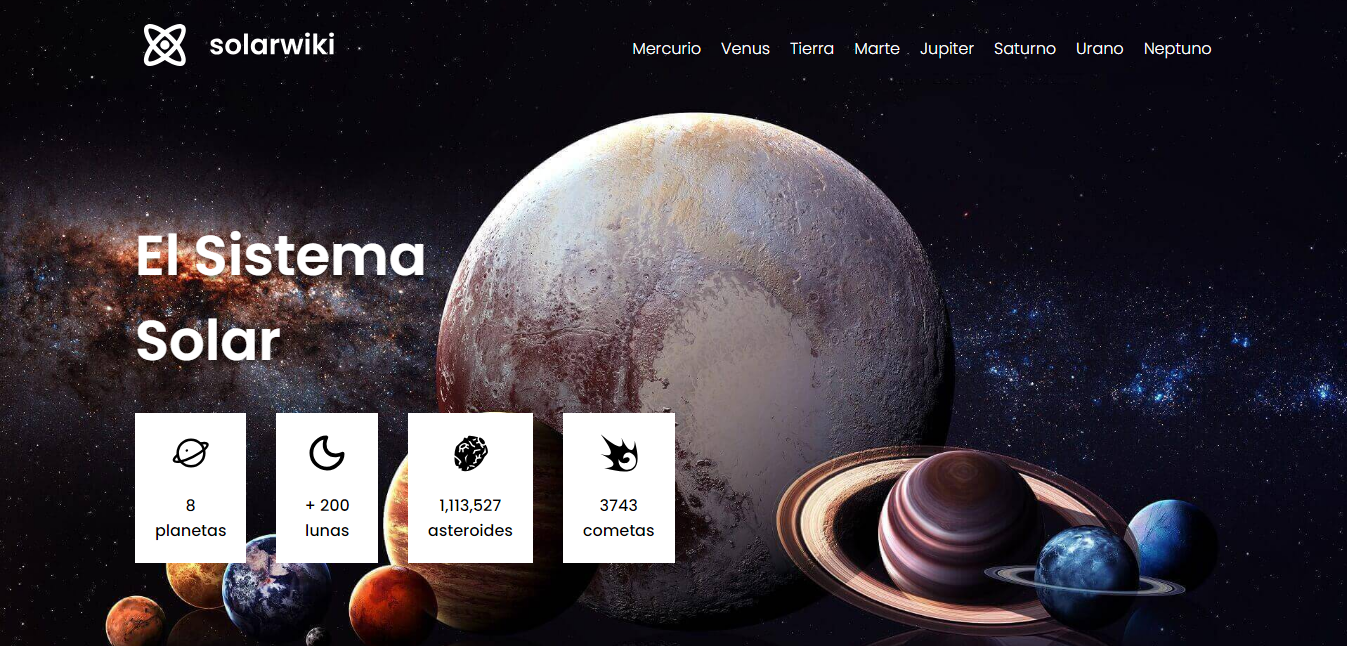 solarwiki
Mercurio Venus Tierra Marte Jupiter Saturno Urano Neptuno
El Sistema
Solar
8
planetas
+ 200
lunas
1,113,527
asteroides
3743
cometas